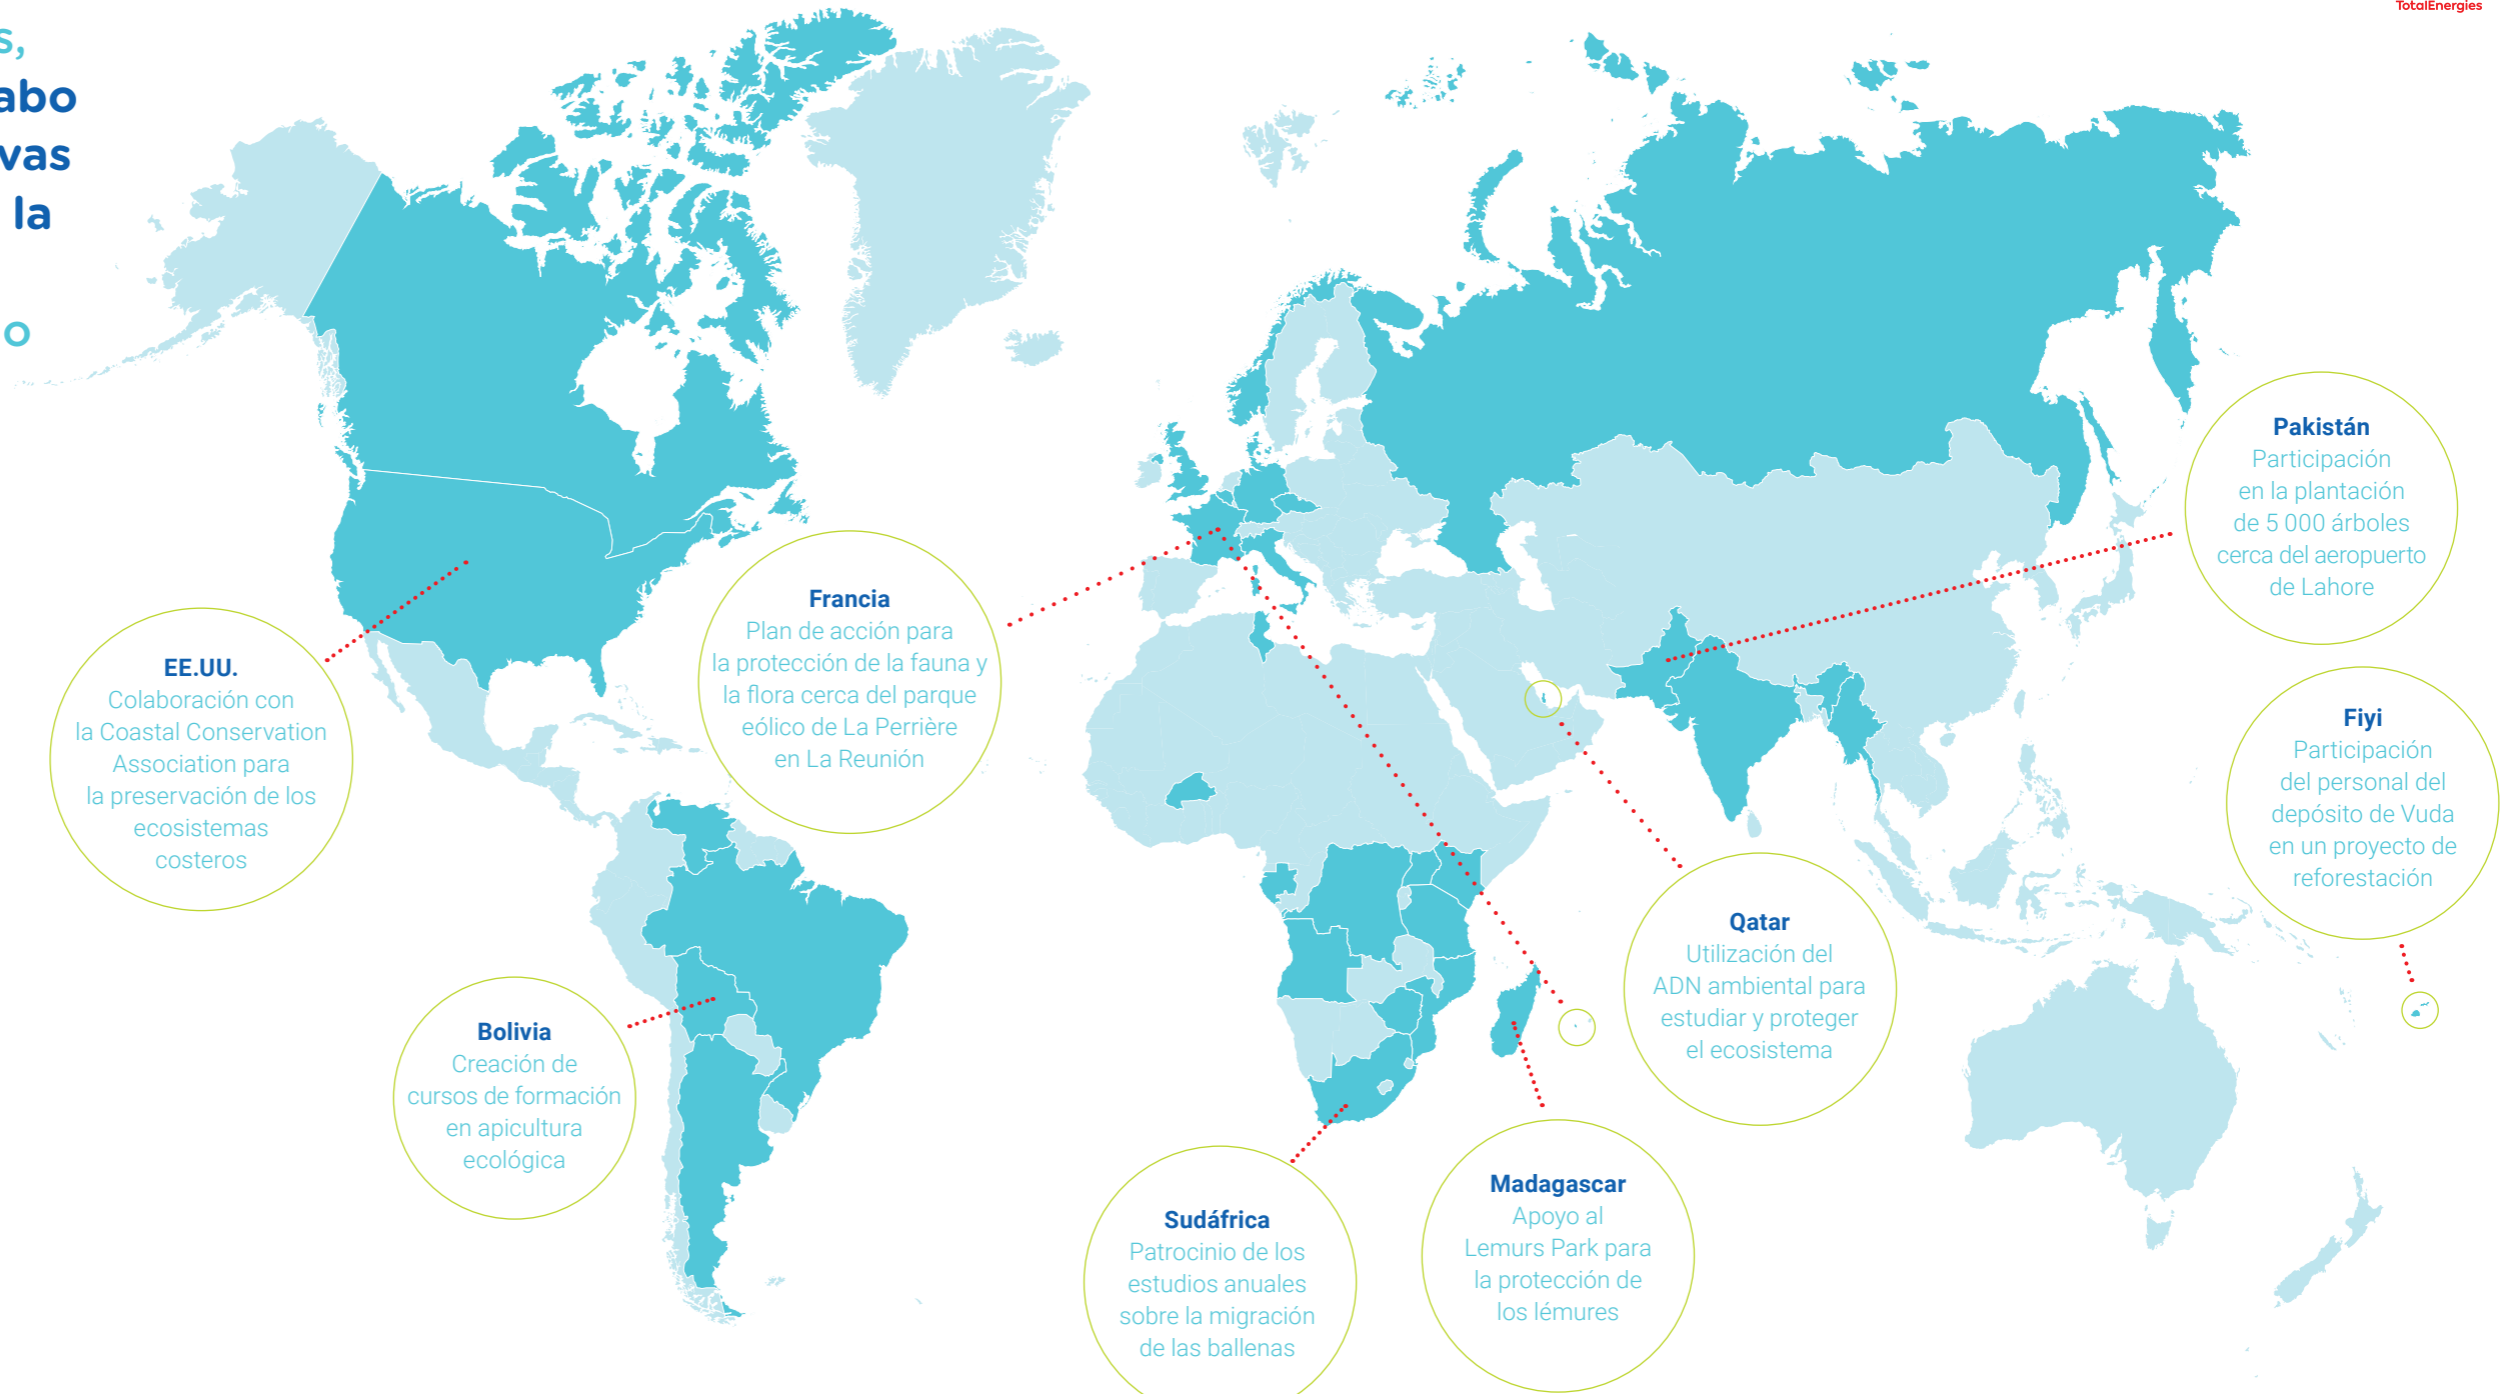 TotalEnergies
s,
abo
vas
la
o
Pakistán
Participación
en la plantación
de 5 000 árboles
cerca del aeropuerto
de Lahore
Francia
Plan de acción para
la protección de la fauna y
la flora cerca del parque
eólico de La Perrière
en La Reunión
EE.UU.
Colaboración con
la Coastal Conservation
Association para
la preservación de los
ecosistemas
costeros
Fiyi
Participación
del personal del
depósito de Vuda
en un proyecto de
reforestación
Qatar
Utilización del
ADN ambiental para
estudiar y proteger
el ecosistema
Bolivia
Creación de
cursos de formación
en apicultura
ecológica
Madagascar
Apoyo al
Lemurs Park para
la protección de
los lémures
Sudáfrica
Patrocinio de los
estudios anuales
sobre la migración
de las ballenas